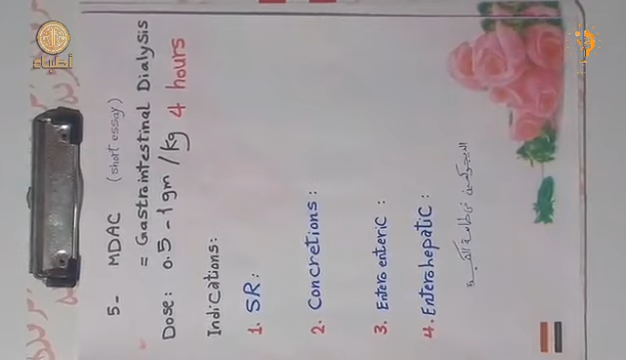 5- MDAC (short essay)
= Gastrointestinal Dialysis
Dose: 0.5 - 1 gm / Kg 4 hours
Indications:
1. SR:
2. Concretions:
3. Entero enteric:
4. Enterohepatic:
أطباء